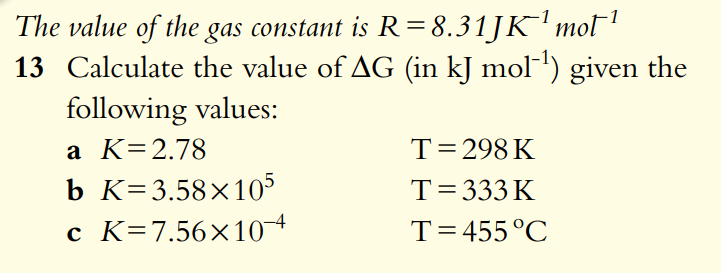 The value of the gas constant is R=8.31JK⁻¹mol⁻¹
13 Calculate the value of ΔG (in kJ mol⁻¹) given the
following values:
a K=2.78 T=298K
b K=3.58×10⁵ T=333K
c K=7.56×10⁻⁴ T=455°C